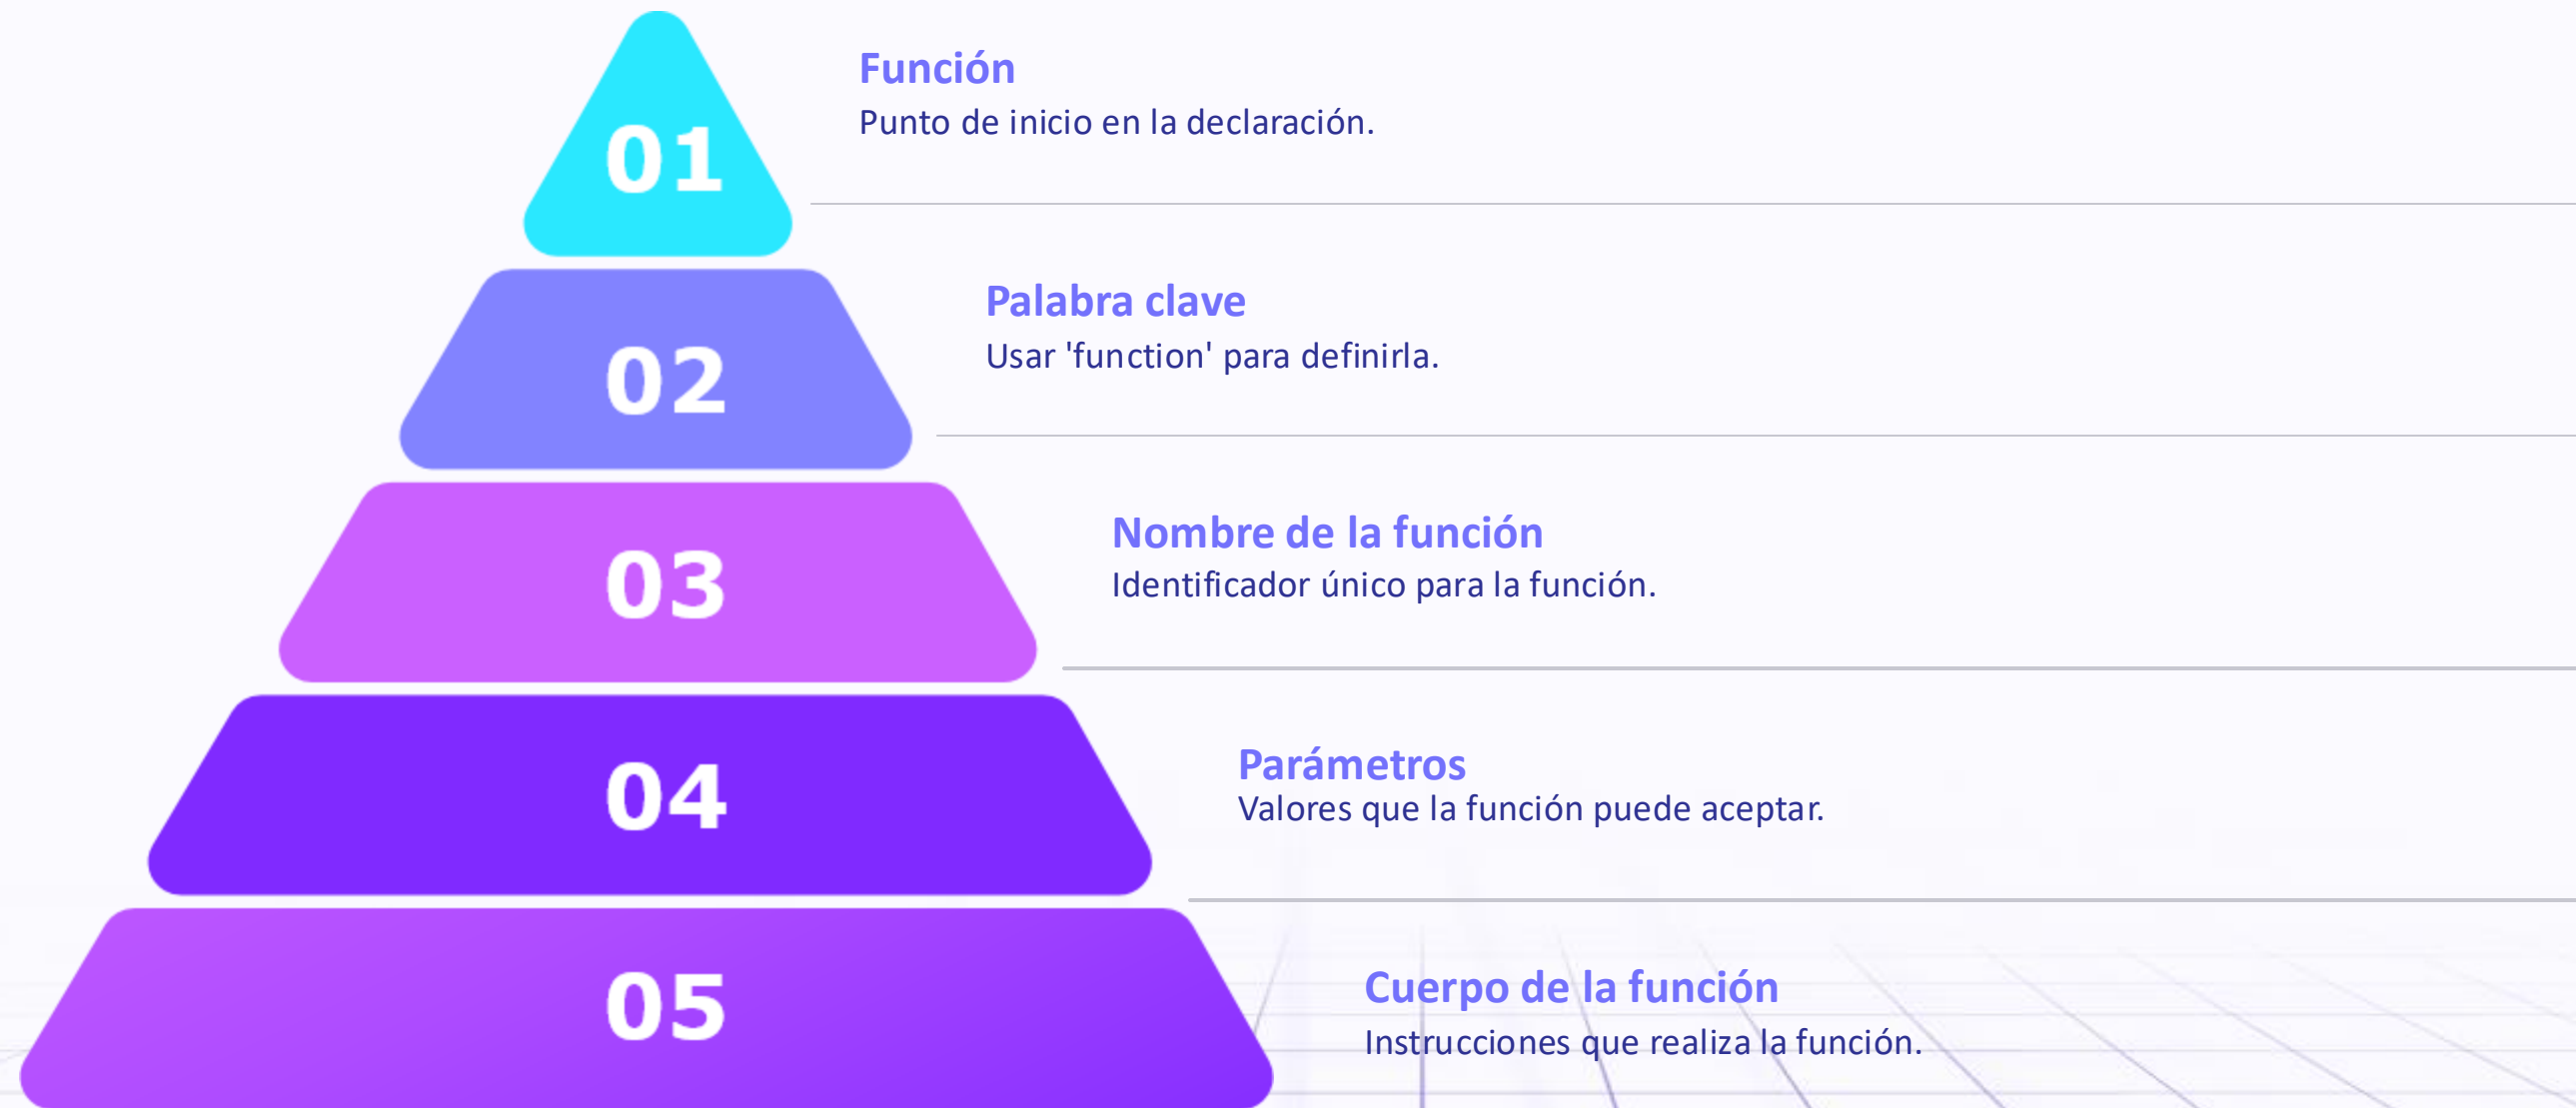 01
Función
Punto de inicio en la declaración.
02
Palabra clave
Usar 'function' para definirla.
03
Nombre de la función
Identificador único para la función.
04
Parámetros
Valores que la función puede aceptar.
05
Cuerpo de la función
Instrucciones que realiza la función.